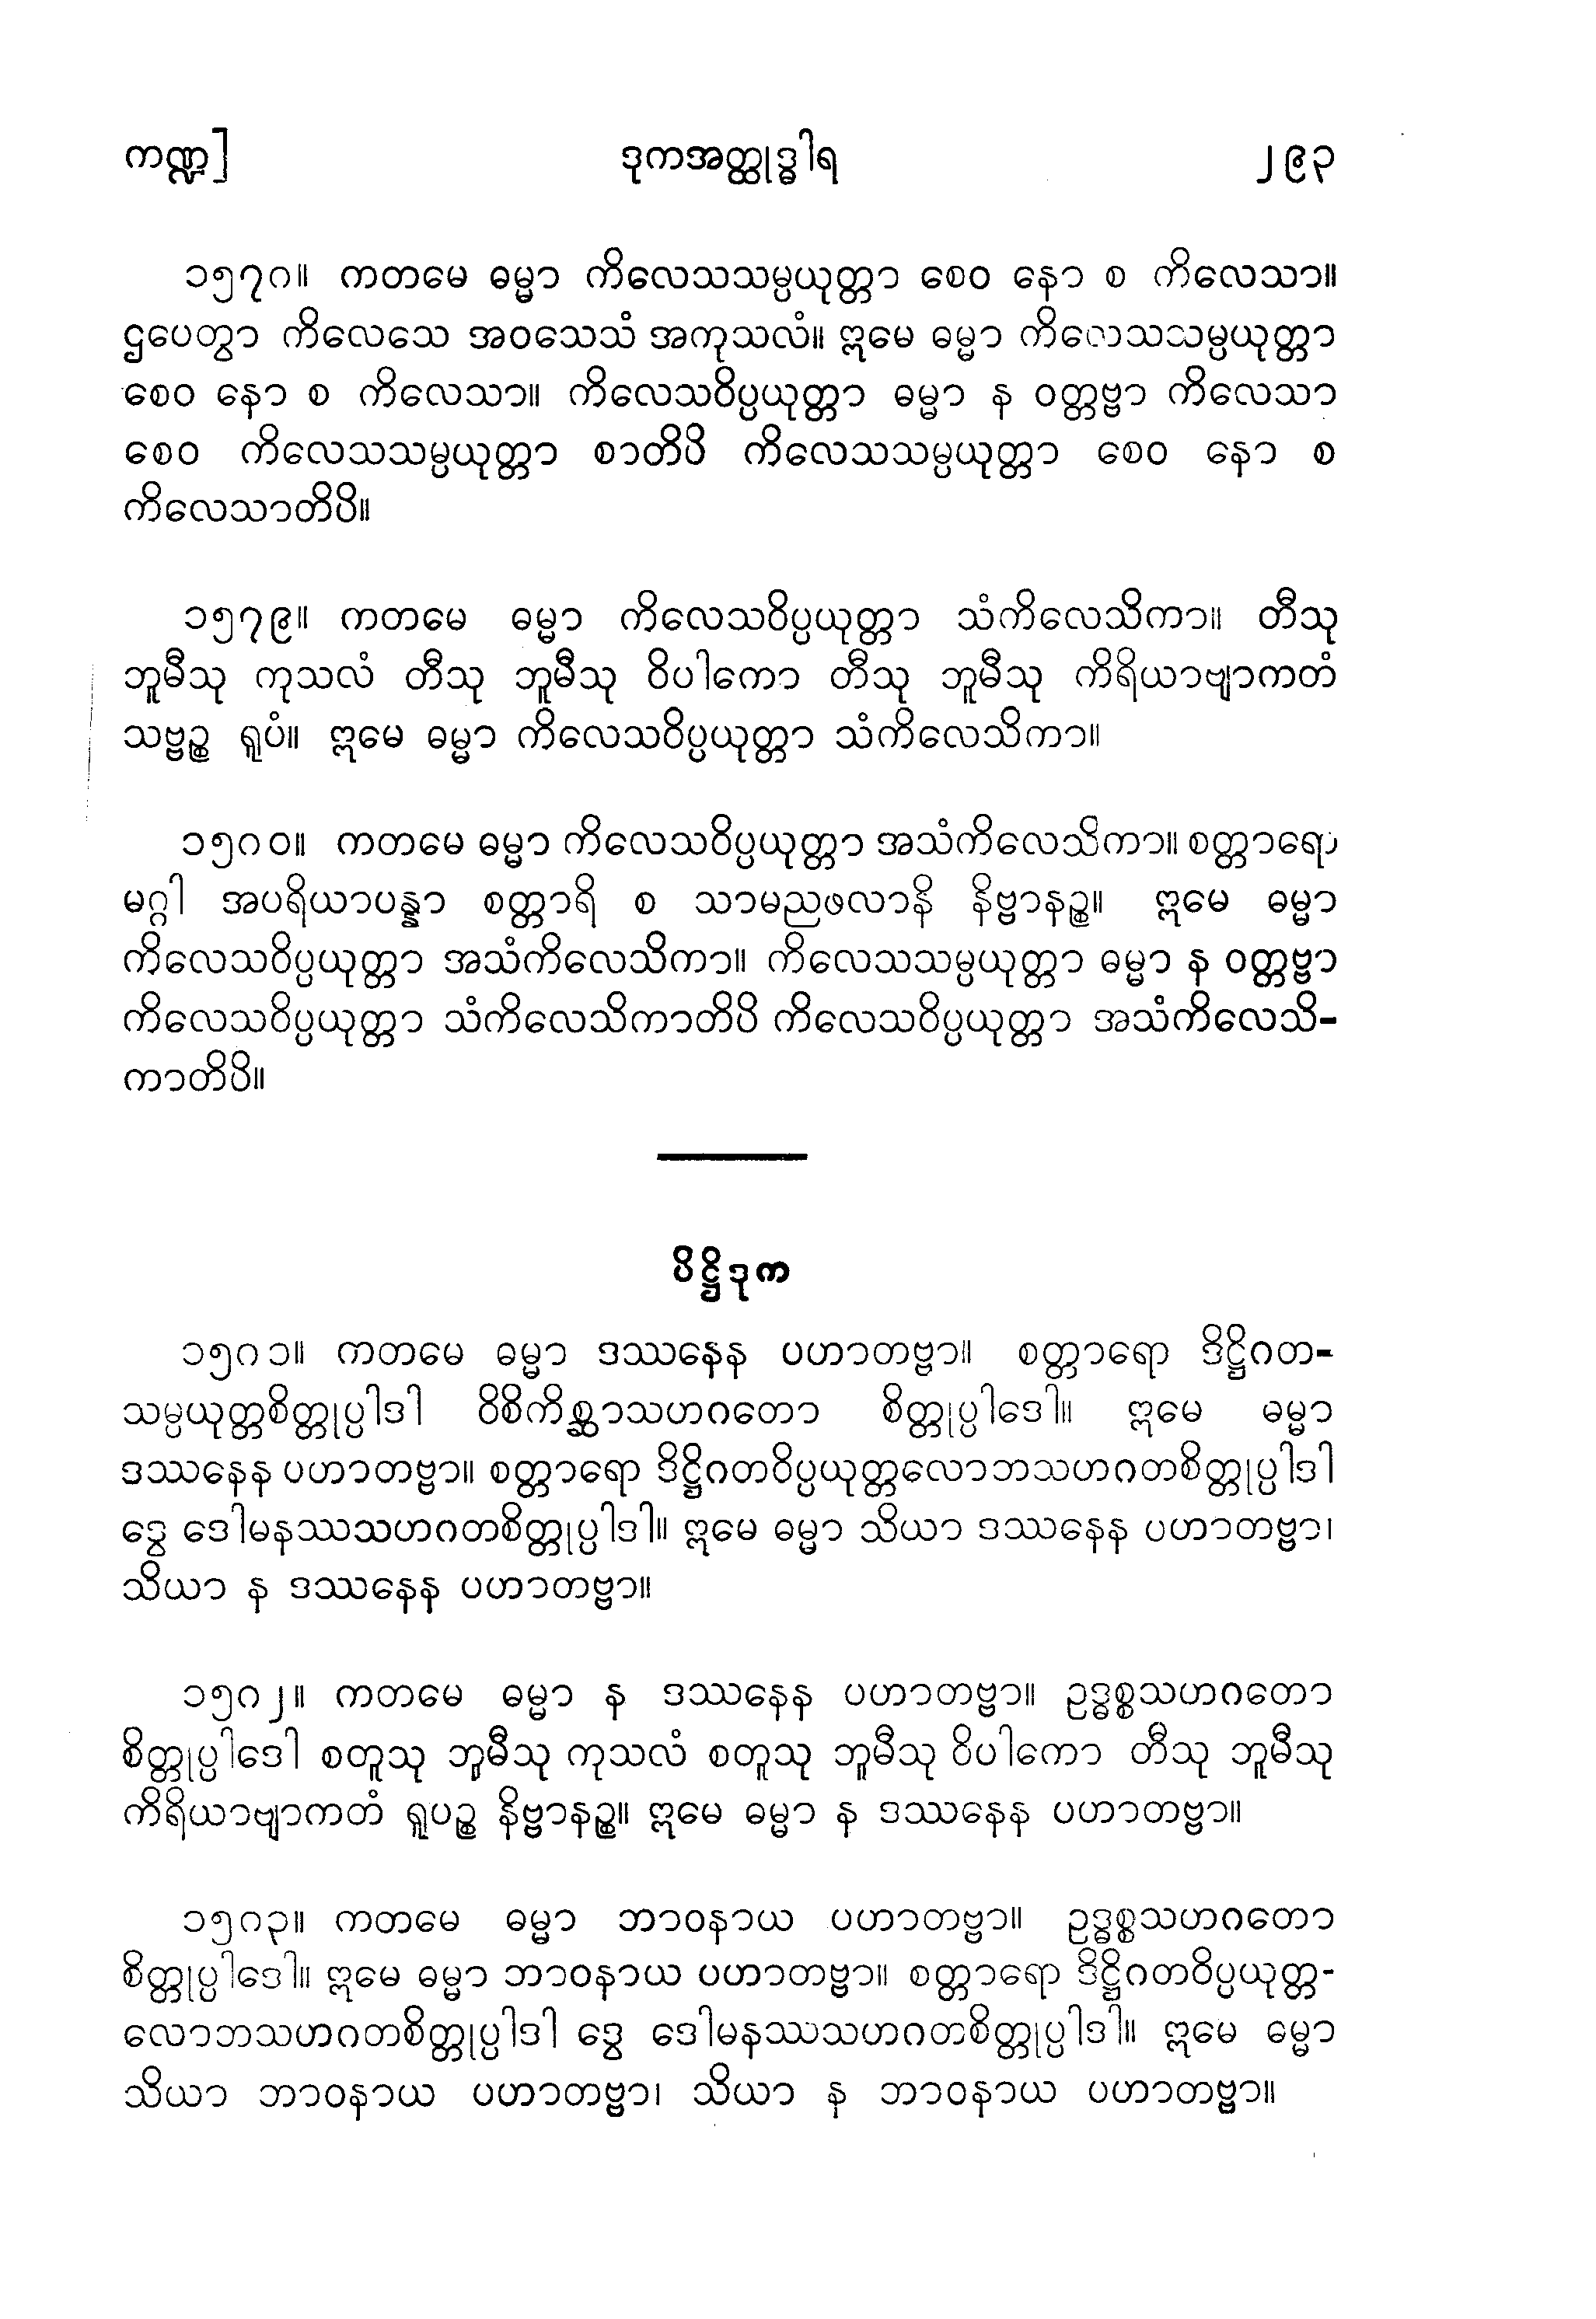 ကဏ္ဍ] ဒုကအတ္ထုဒ္ဓါရ ၂၉၃
၁၅၇၈။ ကတမေ ဓမ္မာ ကိလေသသမ္ပယုတ္တာ စေဝ နော စ ကိလေသာ။
ဌပေတွာ ကိလေသေ အဝသေသံ အကုသလံ။ ဣမေ ဓမ္မာ ကိလေသသမ္ပယုတ္တာ
စေဝ နော စ ကိလေသာ။ ကိလေသဝိပ္ပယုတ္တာ ဓမ္မာ န ဝတ္တဗ္ဗာ ကိလေသာ
စေဝ ကိလေသသမ္ပယုတ္တာ စာတိပိ ကိလေသသမ္ပယုတ္တာ စေဝ နော စ
ကိလေသာတိပိ။
၁၅၇၉။ ကတမေ ဓမ္မာ ကိလေသဝိပ္ပယုတ္တာ သံကိလေသိကာ။ တီသု
ဘူမီသု ကုသလံ တီသု ဘူမီသု ဝိပါကော တီသု ဘူမီသု ကိရိယာဗျာကတံ
သဗ္ဗဉ္စ ရူပံ။ ဣမေ ဓမ္မာ ကိလေသဝိပ္ပယုတ္တာ သံကိလေသိကာ။
၁၅၈၀။ ကတမေ ဓမ္မာ ကိလေသဝိပ္ပယုတ္တာ အသံကိလေသိကာ။ စတ္တာရော
မဂ္ဂါ အပရိယာပန္နာ စတ္တာရိ စ သာမညဖလာနိ နိဗ္ဗာနဉ္စ။ ဣမေ ဓမ္မာ
ကိလေသဝိပ္ပယုတ္တာ အသံကိလေသိကာ။ ကိလေသသမ္ပယုတ္တာ ဓမ္မာ န ဝတ္တဗ္ဗာ
ကိလေသဝိပ္ပယုတ္တာ သံကိလေသိကာတိပိ ကိလေသဝိပ္ပယုတ္တာ အသံကိလေသိ-
ကာတိပိ။
ပိဋ္ဌိဒုက
၁၅၈၁။ ကတမေ ဓမ္မာ ဒဿနေန ပဟာတဗ္ဗာ။ စတ္တာရော ဒိဋ္ဌိဂတ-
သမ္ပယုတ္တစိတ္တုပ္ပါဒါ ဝိစိကိစ္ဆာသဟဂတော စိတ္တုပ္ပါဒေါ။ ဣမေ ဓမ္မာ
ဒဿနေန ပဟာတဗ္ဗာ။ စတ္တာရော ဒိဋ္ဌိဂတဝိပ္ပယုတ္တလောဘသဟဂတစိတ္တုပ္ပါဒါ
ဒွေ ဒေါမနဿသဟဂတစိတ္တုပ္ပါဒါ။ ဣမေ ဓမ္မာ သိယာ ဒဿနေန ပဟာတဗ္ဗာ၊
သိယာ န ဒဿနေန ပဟာတဗ္ဗာ။
၁၅၈၂။ ကတမေ ဓမ္မာ န ဒဿနေန ပဟာတဗ္ဗာ။ ဥဒ္ဓစ္စသဟဂတော
စိတ္တုပ္ပါဒေါ စတူသု ဘူမီသု ကုသလံ စတူသု ဘူမီသု ဝိပါကော တီသု ဘူမီသု
ကိရိယာဗျာကတံ ရူပဉ္စ နိဗ္ဗာနဉ္စ။ ဣမေ ဓမ္မာ န ဒဿနေန ပဟာတဗ္ဗာ။
၁၅၈၃။ ကတမေ ဓမ္မာ ဘာဝနာယ ပဟာတဗ္ဗာ။ ဥဒ္ဓစ္စသဟဂတော
စိတ္တုပ္ပါဒေါ။ ဣမေ ဓမ္မာ ဘာဝနာယ ပဟာတဗ္ဗာ။ စတ္တာရော ဒိဋ္ဌိဂတဝိပ္ပယုတ္တ-
လောဘသဟဂတစိတ္တုပ္ပါဒါ ဒွေ ဒေါမနဿသဟဂတစိတ္တုပ္ပါဒါ။ ဣမေ ဓမ္မာ
သိယာ ဘာဝနာယ ပဟာတဗ္ဗာ၊ သိယာ န ဘာဝနာယ ပဟာတဗ္ဗာ။